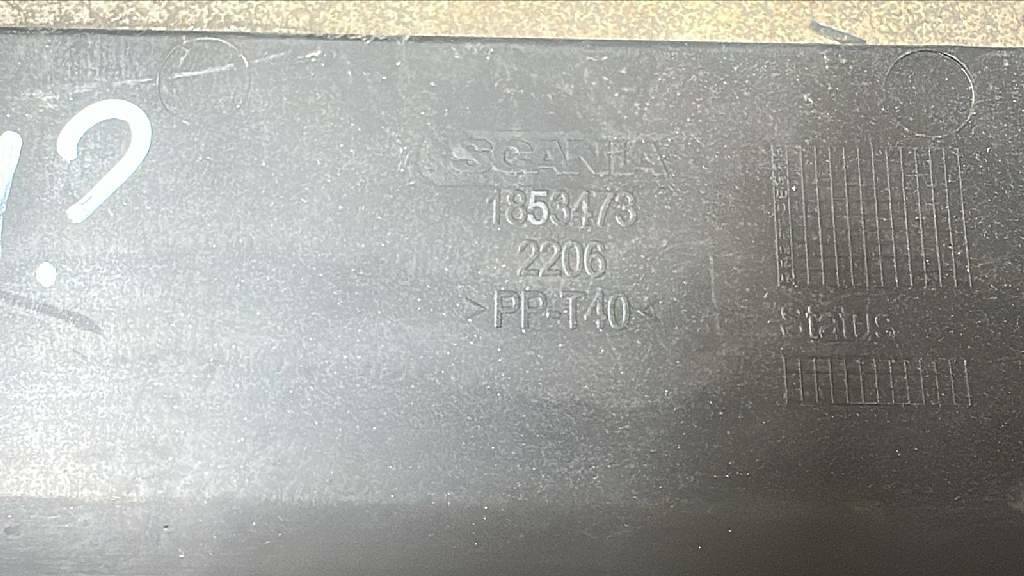 SCANIA
1853473
2206
>PP-T40<
Status